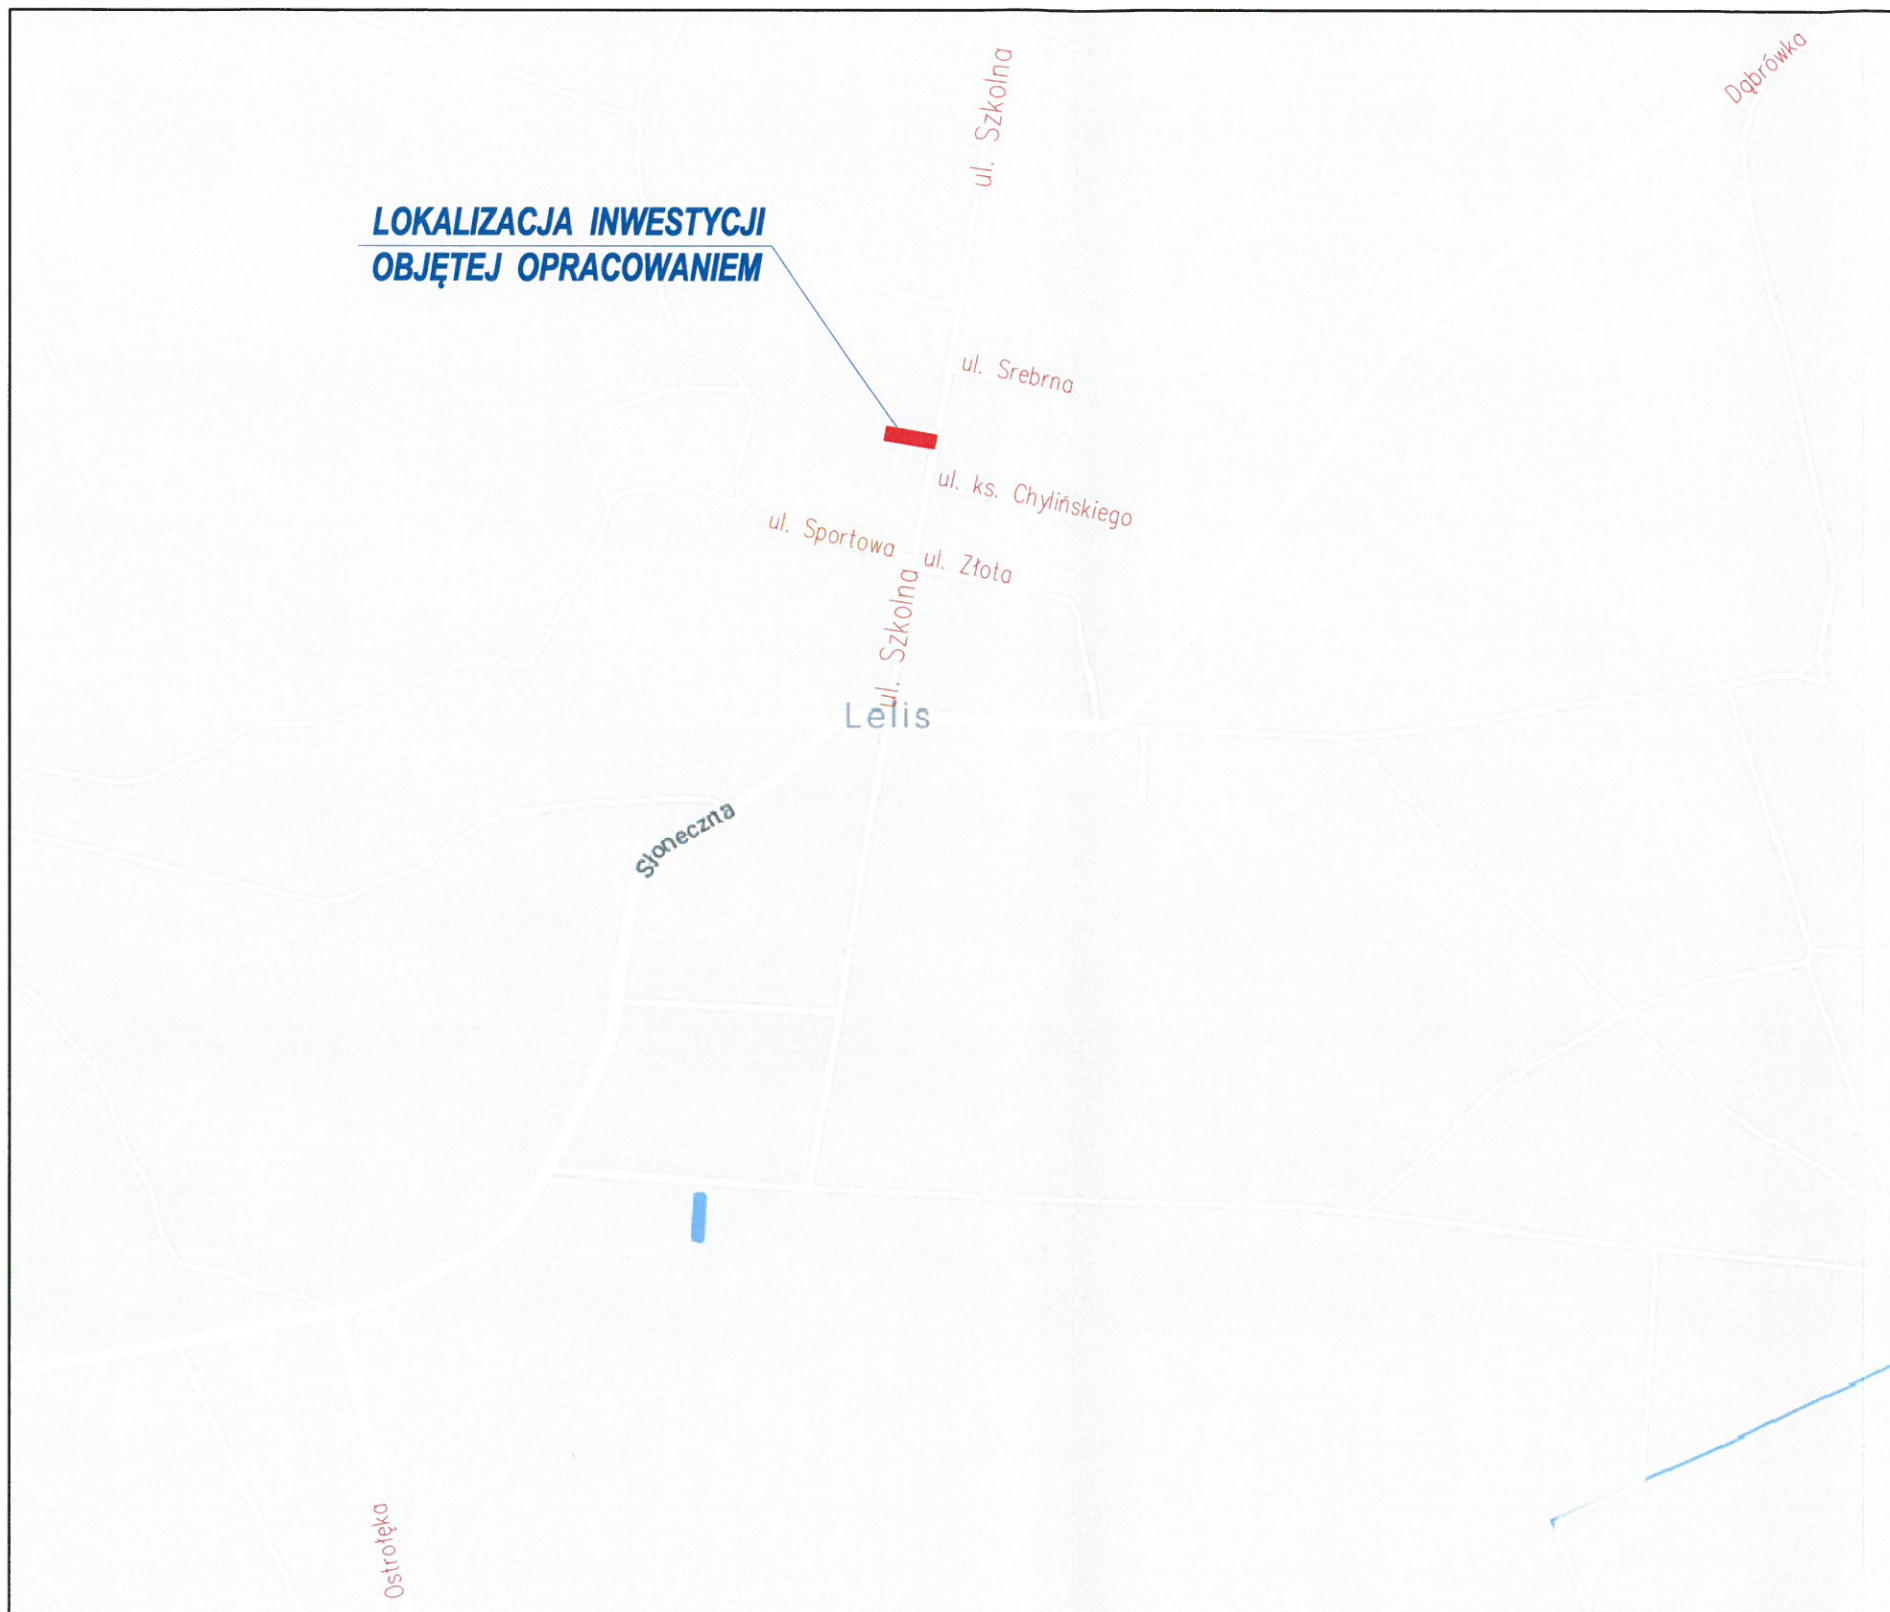 Dąbrówka
ul. Szkolna
LOKALIZACJA INWESTYCJI
OBJĘTEJ OPRACOWANIEM
ul. Srebrna
ul. ks. Chylińskiego
ul. Sportowa
ul. Złota
ul. Szkolna
Lelis
Słoneczna
Ostrołęka